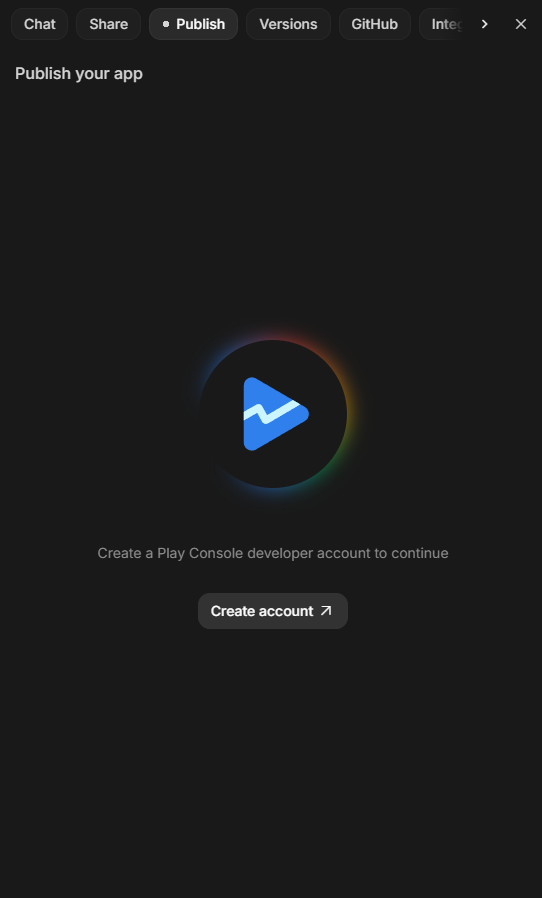 Chat Share Publish Versions GitHub
Publish your app
Create a Play Console developer account to continue
Create account